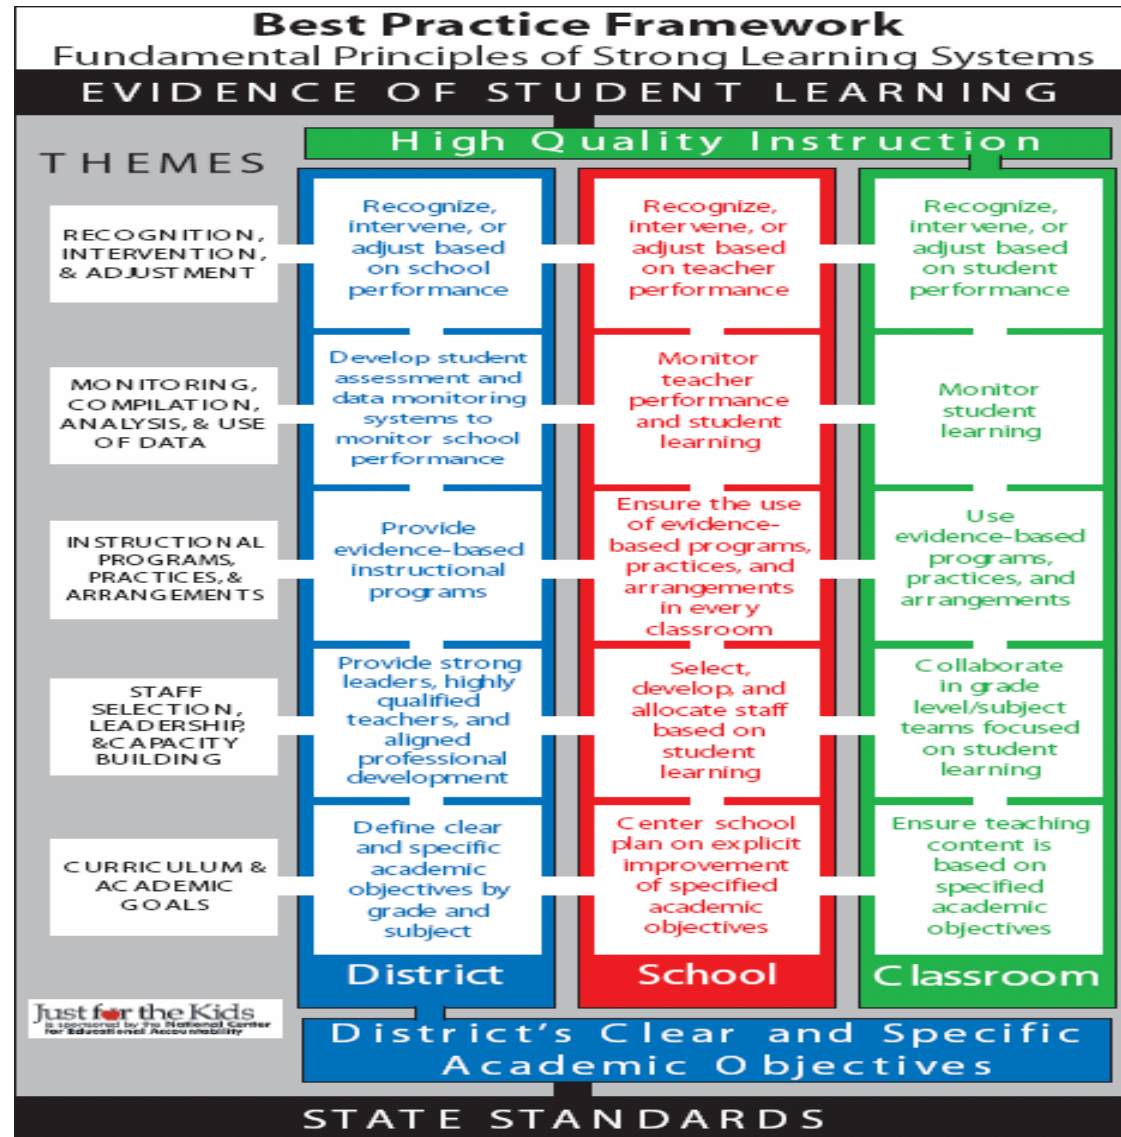 Best Practice Framework
Fundamental Principles of Strong Learning Systems
EVIDENCE OF STUDENT LEARNING
High Quality Instruction
THEMES
RECOGNITION,
INTERVENTION,
& ADJUSTMENT
Recognize,
intervene, or
adjust based
on school
performance
Recognize,
intervene, or
adjust based
on teacher
performance
Recognize,
intervene, or
adjust based
on student
performance
MONITORING,
COMPILATION,
ANALYSIS, & USE
OF DATA
Develop student
assessment and
data monitoring
systems to
monitor school
performance
Monitor
teacher
performance
and student
learning
Monitor
student
learning
INSTRUCTIONAL
PROGRAMS,
PRACTICES, &
ARRANGEMENTS
Provide
evidence-based
instructional
programs
Ensure the use
of evidence-
based programs,
practices, and
arrangements
in every
classroom
Use
evidence-based
programs,
practices, and
arrangements
STAFF
SELECTION,
LEADERSHIP,
&CAPACITY
BUILDING
Provide strong
leaders, highly
qualified
teachers, and
aligned
professional
development
Select,
develop, and
allocate staff
based on
student
learning
Collaborate
in grade
level/subject
teams focused
on student
learning
CURRICULUM &
ACADEMIC
GOALS
Define clear
and specific
academic
objectives by
grade and
subject
Center school
plan on explicit
improvement
of specified
academic
objectives
Ensure teaching
content is
based on
specified
academic
objectives
District
School
Classroom
Just for the Kids
is sponsored by the National Center
for Educational Accountability
District's Clear and Specific
Academic Objectives
STATE STANDARDS